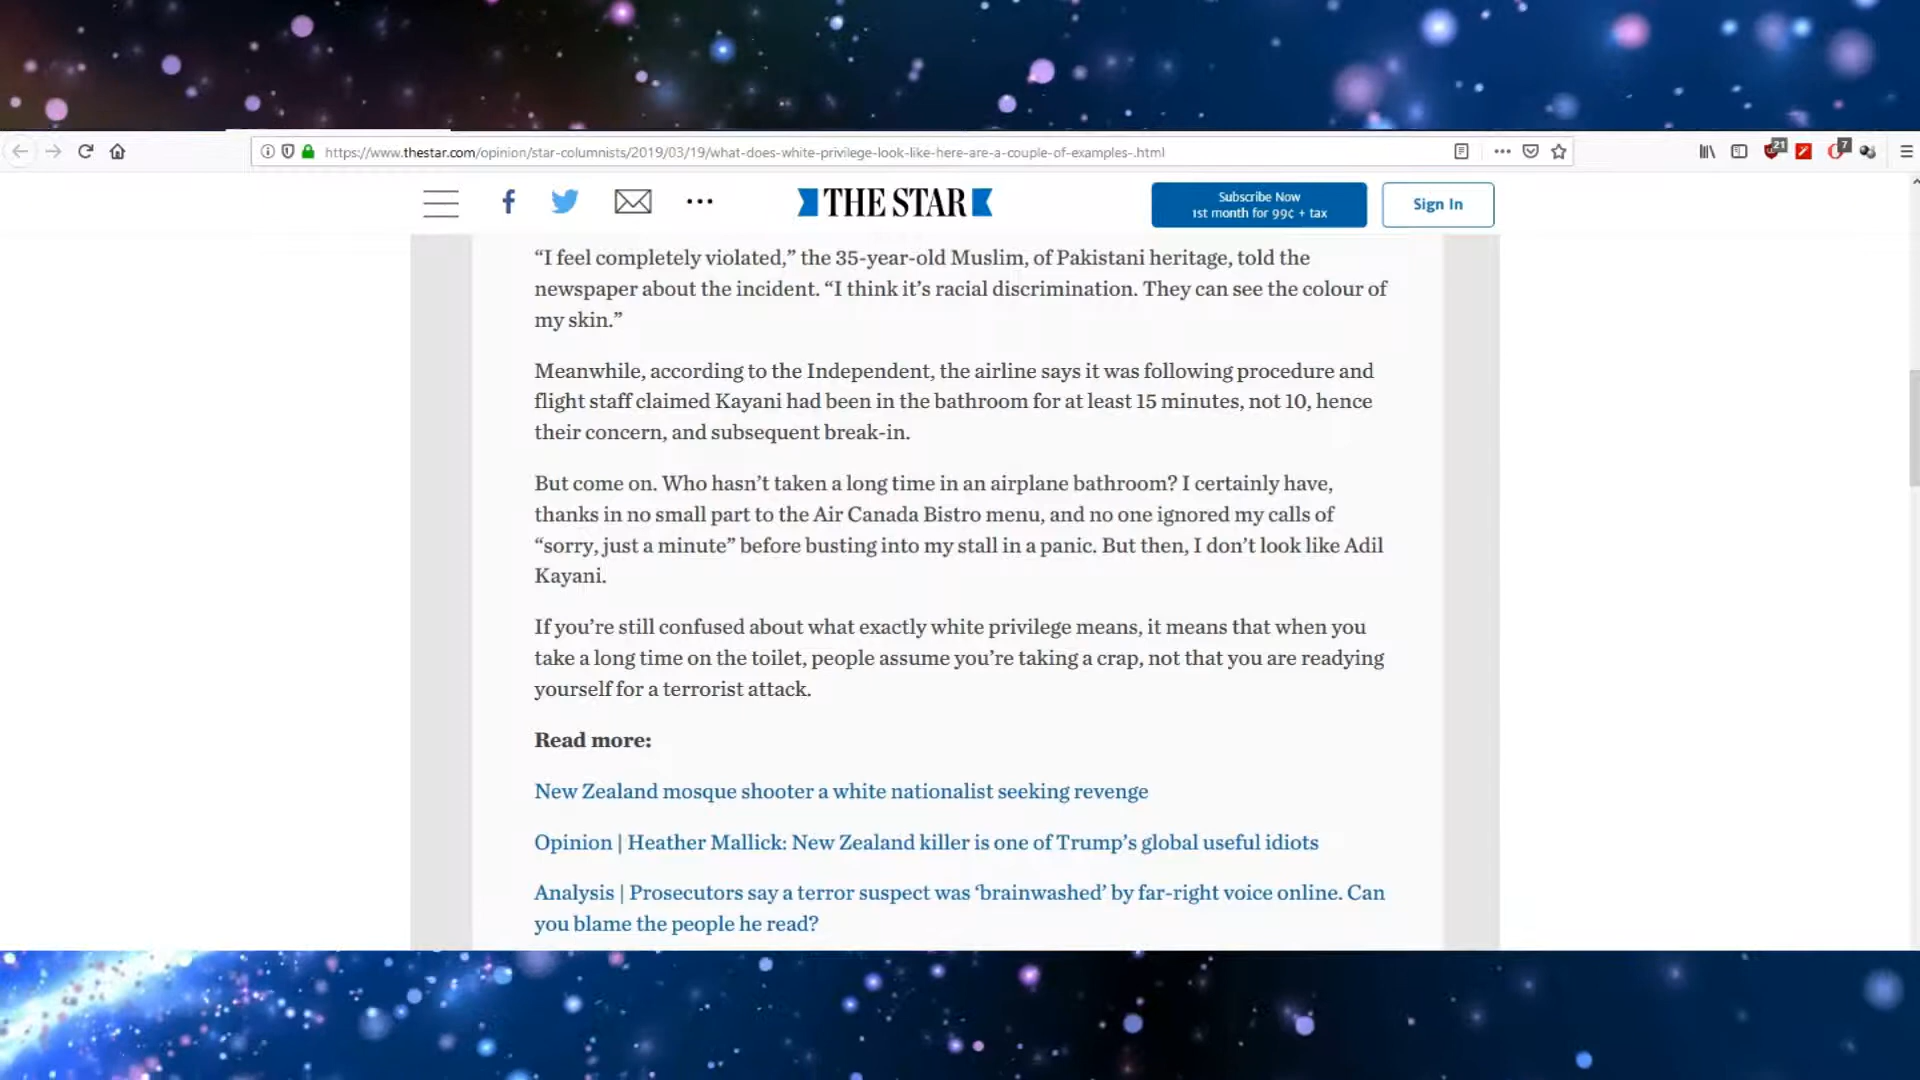 https://www.thestar.com/opinion/star-columnists/2019/03/19/what-does-white-privilege-look-like-here-are-a-couple-of-examples-.html
21
7
THE STAR
Subscribe Now
1st month for 99¢ + tax
Sign In
“I feel completely violated,” the 35-year-old Muslim, of Pakistani heritage, told the
newspaper about the incident. “I think it’s racial discrimination. They can see the colour of
my skin.”
Meanwhile, according to the Independent, the airline says it was following procedure and
flight staff claimed Kayani had been in the bathroom for at least 15 minutes, not 10, hence
their concern, and subsequent break-in.
But come on. Who hasn’t taken a long time in an airplane bathroom? I certainly have,
thanks in no small part to the Air Canada Bistro menu, and no one ignored my calls of
“sorry, just a minute” before busting into my stall in a panic. But then, I don’t look like Adil
Kayani.
If you’re still confused about what exactly white privilege means, it means that when you
take a long time on the toilet, people assume you’re taking a crap, not that you are readying
yourself for a terrorist attack.
Read more:
New Zealand mosque shooter a white nationalist seeking revenge
Opinion | Heather Mallick: New Zealand killer is one of Trump’s global useful idiots
Analysis | Prosecutors say a terror suspect was ‘brainwashed’ by far-right voice online. Can
you blame the people he read?